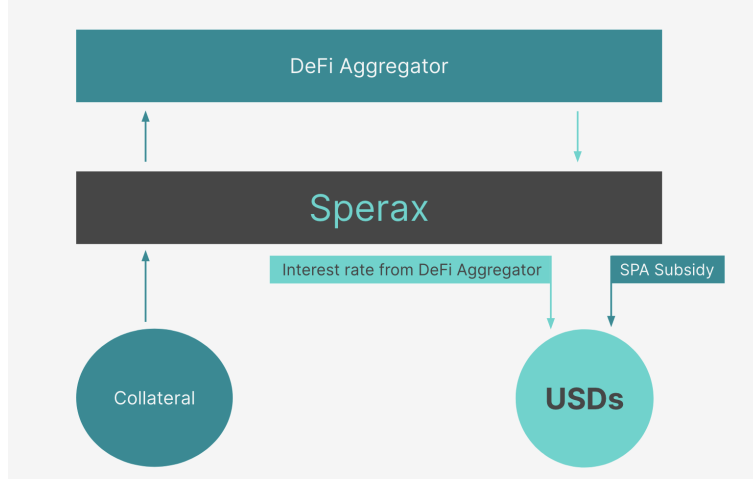 DeFi Aggregator
Sperax
Interest rate from DeFi Aggregator
SPA Subsidy
Collateral
USDs